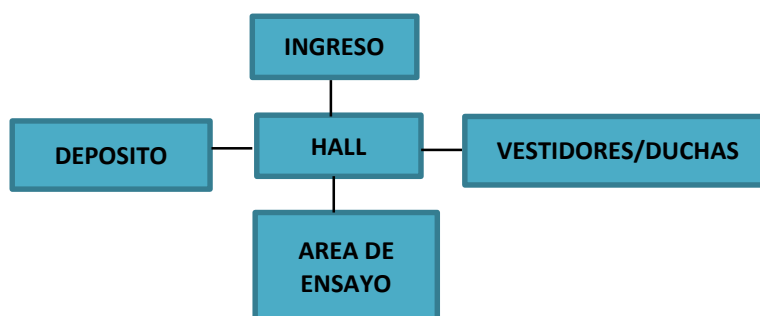 INGRESO
DEPOSITO
HALL
VESTIDORES/DUCHAS
AREA DE
ENSAYO